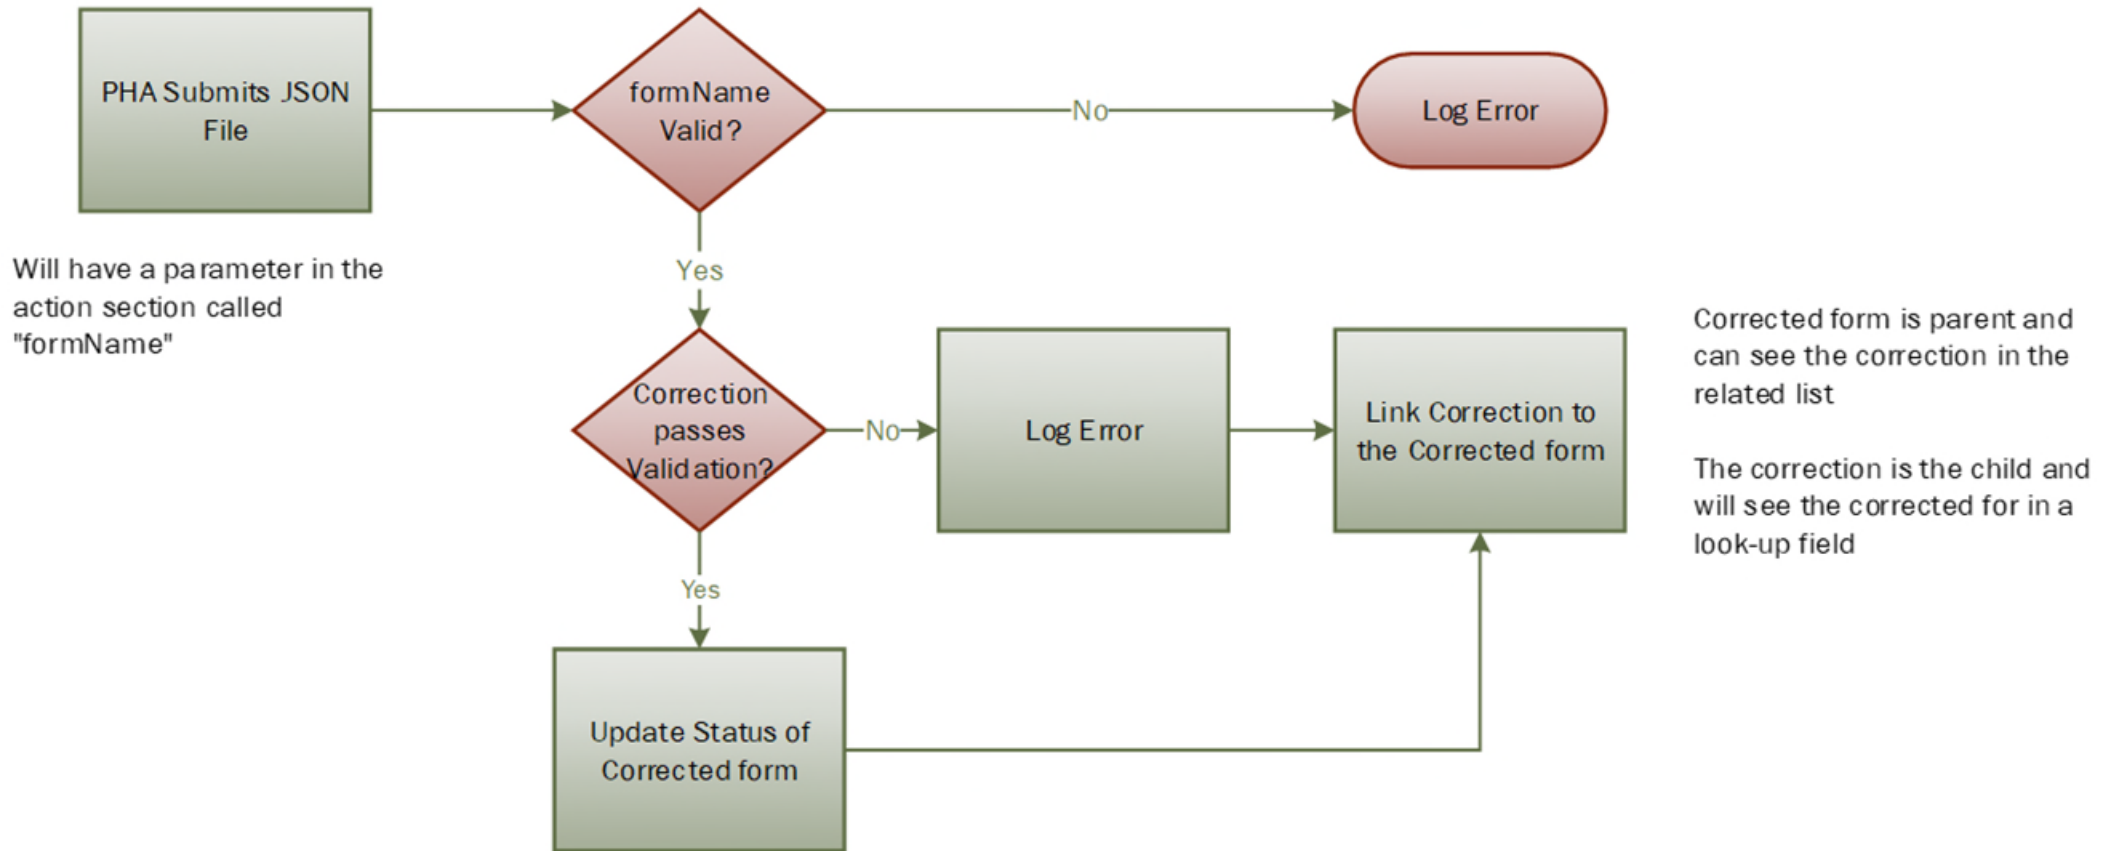 PHA Submits JSON
File
formName
Valid?
No
Log Error
Will have a parameter in the
action section called
"formName"
Yes
Correction
passes
Validation?
No
Log Error
Link Correction to
the Corrected form
Corrected form is parent and
can see the correction in the
related list
The correction is the child and
will see the corrected for in a
look-up field
Yes
Update Status of
Corrected form